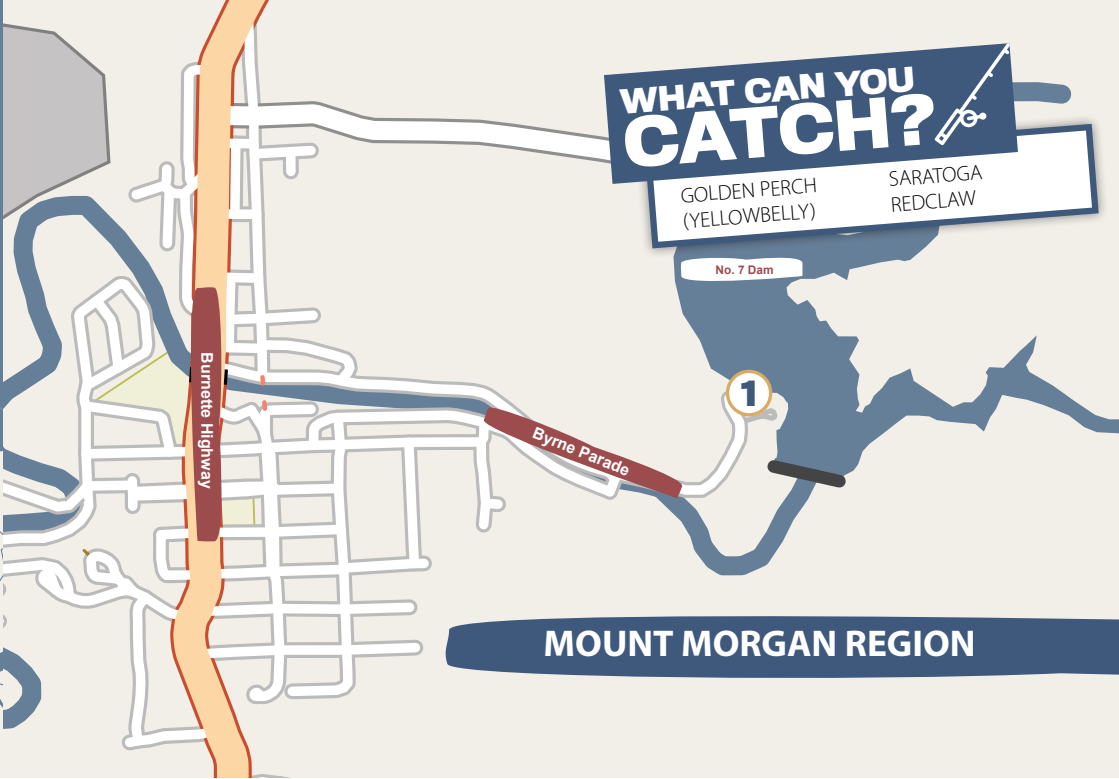 WHAT CAN YOU
CATCH?
GOLDEN PERCH
(YELLOWBELLY)
SARATOGA
REDCLAW
No. 7 Dam
1
Burnette Highway
Byrne Parade
MOUNT MORGAN REGION